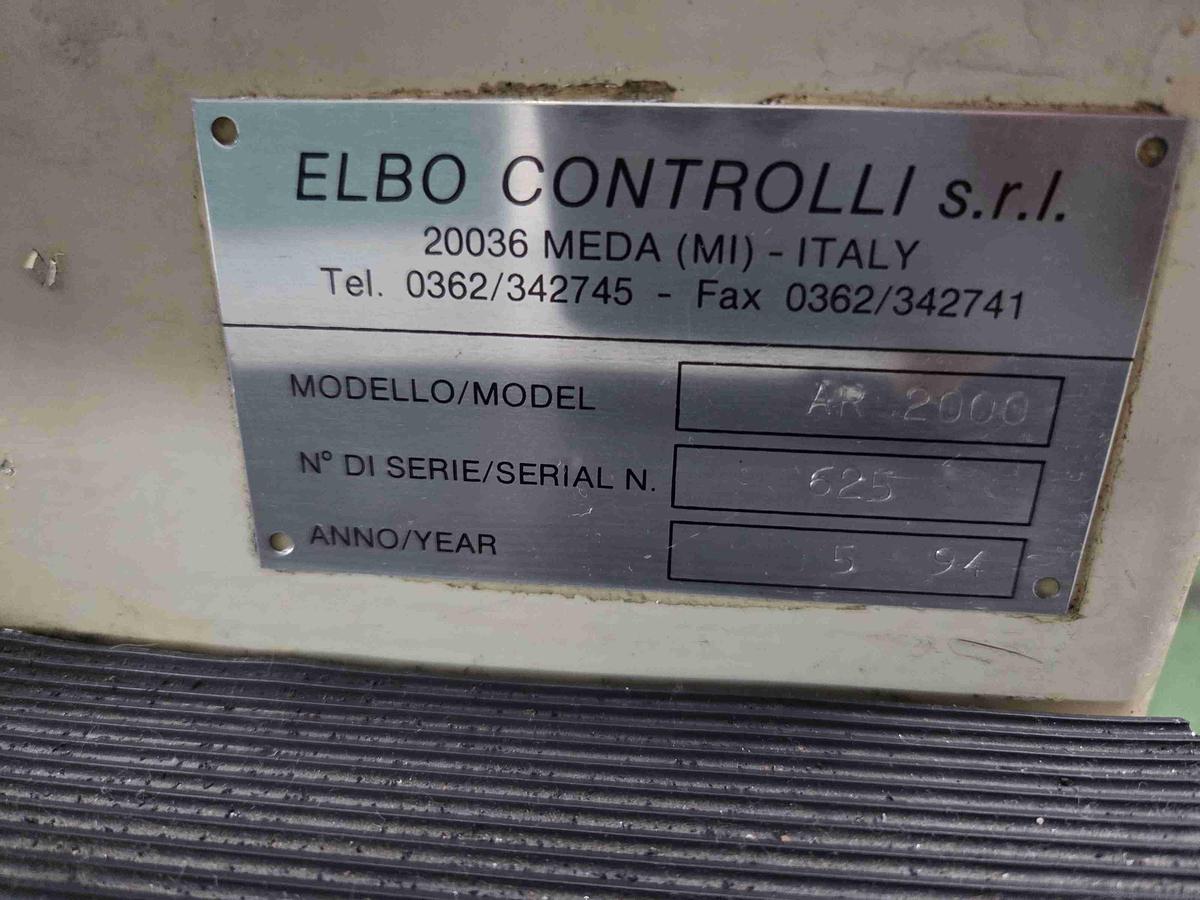 ELBO CONTROLLI s.r.l.
20036 MEDA (MI) - ITALY
Tel. 0362/342745 - Fax 0362/342741
MODELLO/MODEL AR 2000
N° DI SERIE/SERIAL N. 625
ANNO/YEAR 5 94